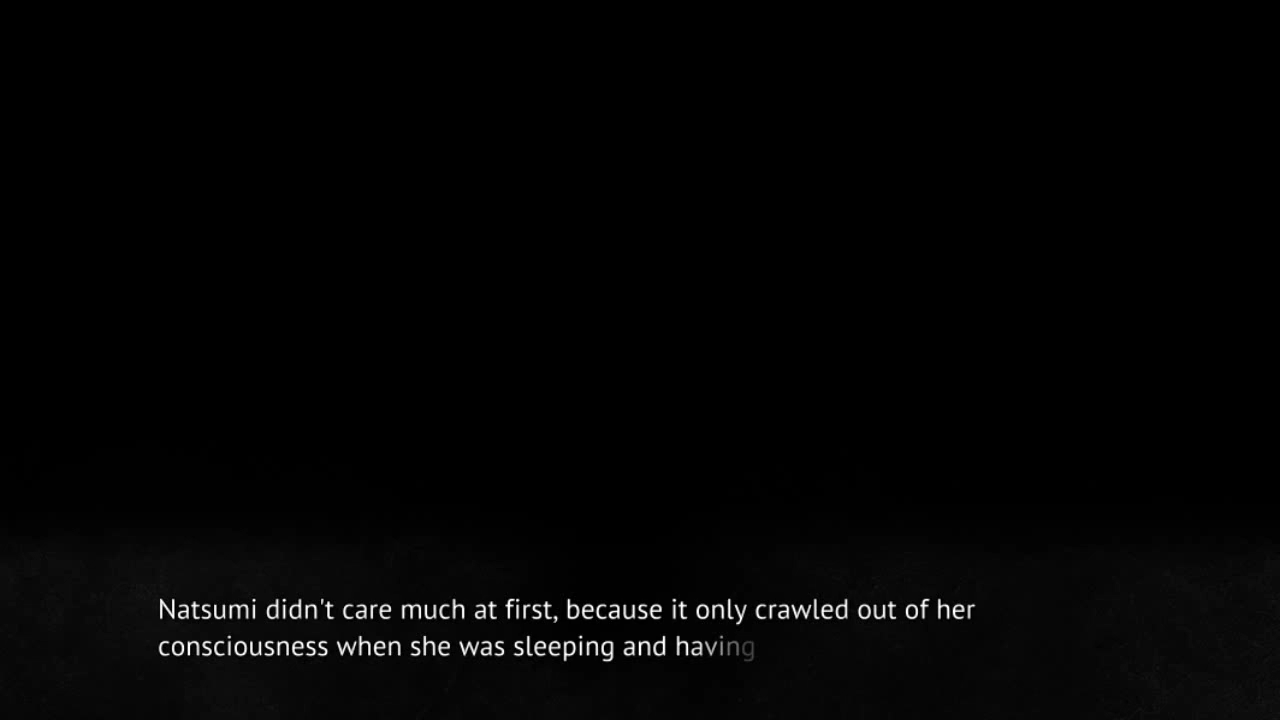 Natsumi didn't care much at first, because it only crawled out of her
consciousness when she was sleeping and having